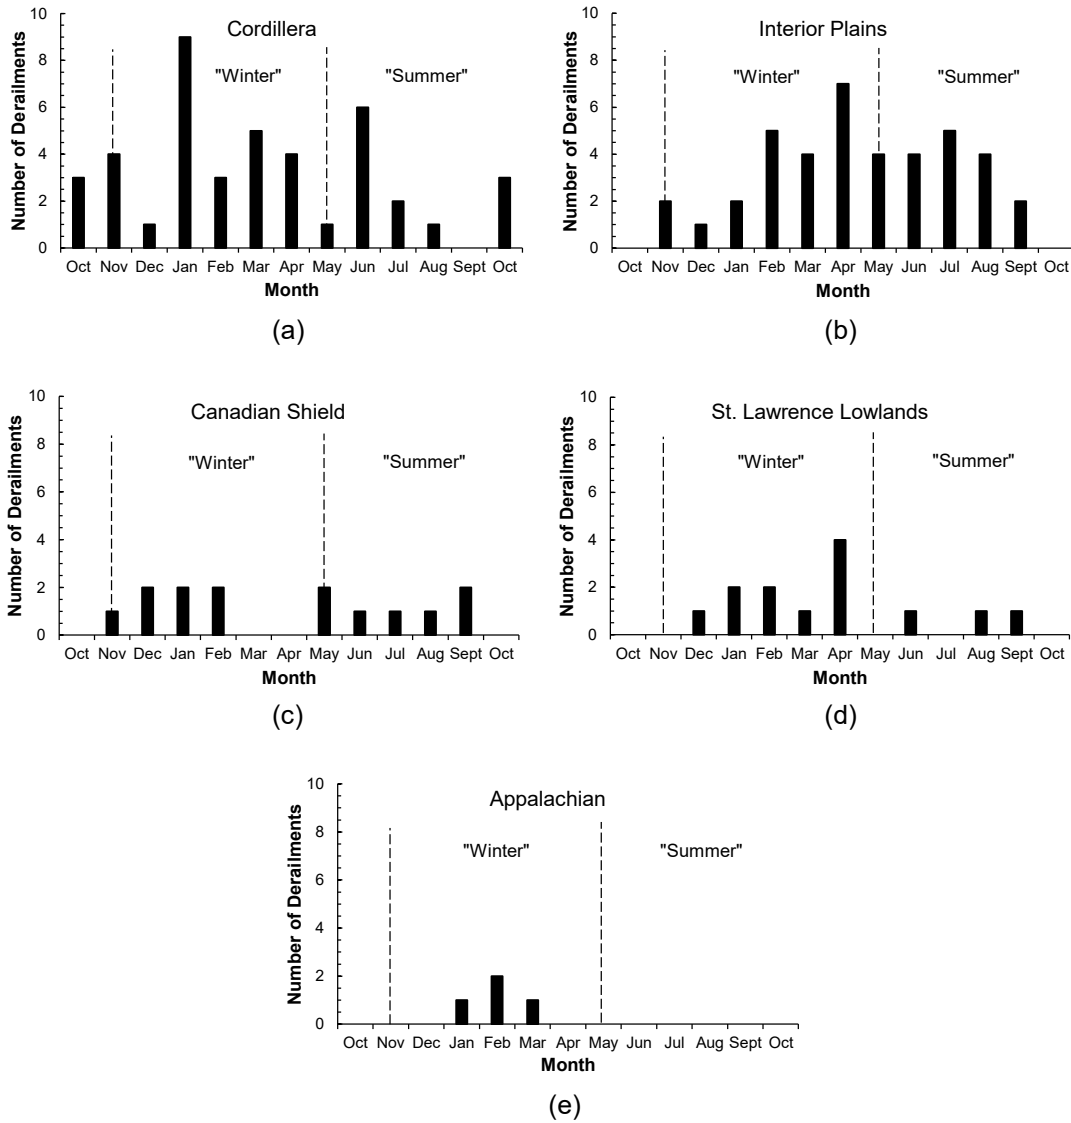 Cordillera
"Winter" "Summer"
Number of Derailments
10
8
6
4
2
0
Oct Nov Dec Jan Feb Mar Apr May Jun Jul Aug Sept Oct
Month
(a)
Interior Plains
"Winter" "Summer"
Number of Derailments
10
8
6
4
2
0
Oct Nov Dec Jan Feb Mar Apr May Jun Jul Aug Sept Oct
Month
(b)
Canadian Shield
"Winter" "Summer"
Number of Derailments
10
8
6
4
2
0
Oct Nov Dec Jan Feb Mar Apr May Jun Jul Aug Sept Oct
Month
(c)
St. Lawrence Lowlands
"Winter" "Summer"
Number of Derailments
10
8
6
4
2
0
Oct Nov Dec Jan Feb Mar Apr May Jun Jul Aug Sept Oct
Month
(d)
Appalachian
"Winter" "Summer"
Number of Derailments
10
8
6
4
2
0
Oct Nov Dec Jan Feb Mar Apr May Jun Jul Aug Sept Oct
Month
(e)